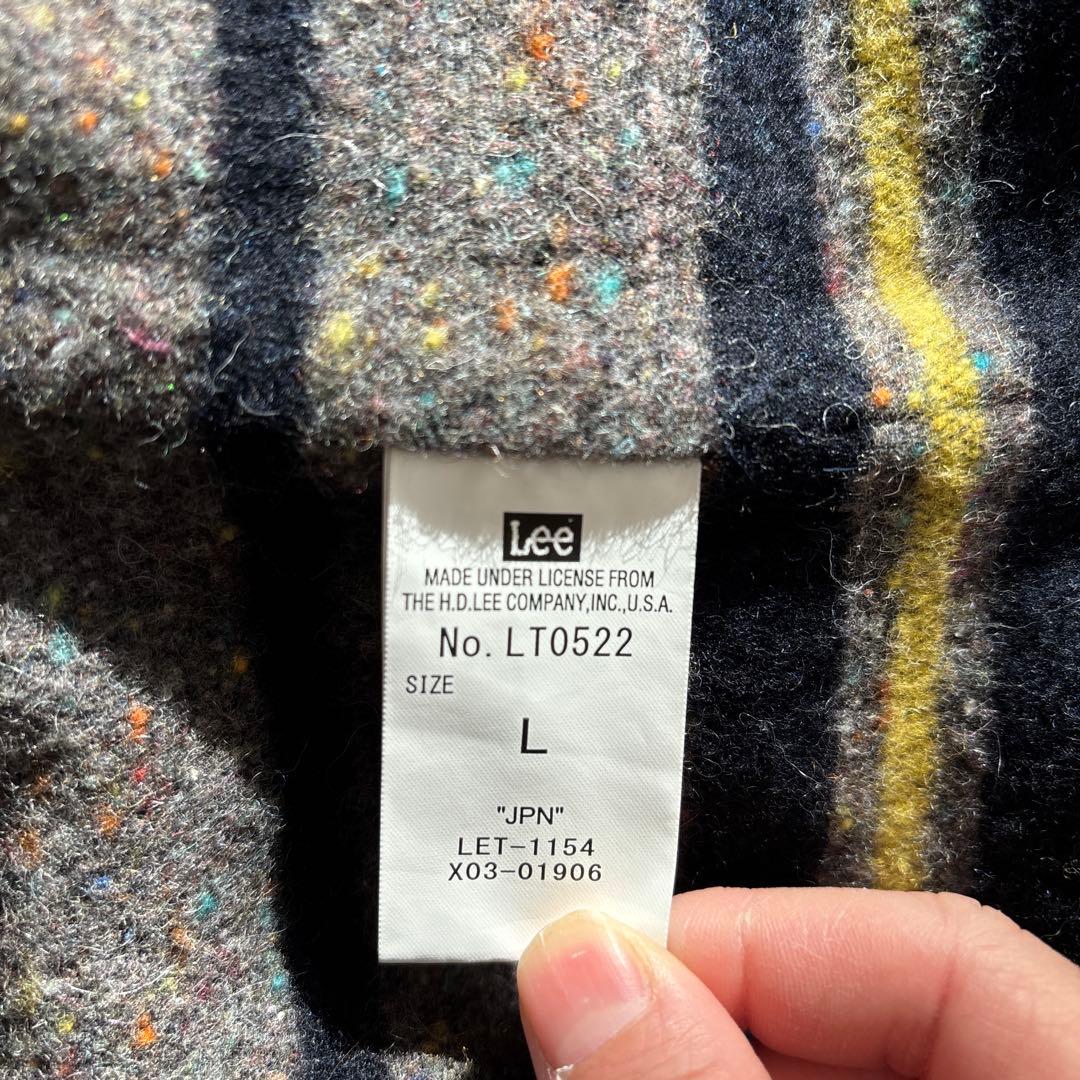 Lee
MADE UNDER LICENSE FROM
THE H.D.LEE COMPANY,INC.,U.S.A.
No. LT0522
SIZE
L
"JPN"
LET-1154
X03-01906